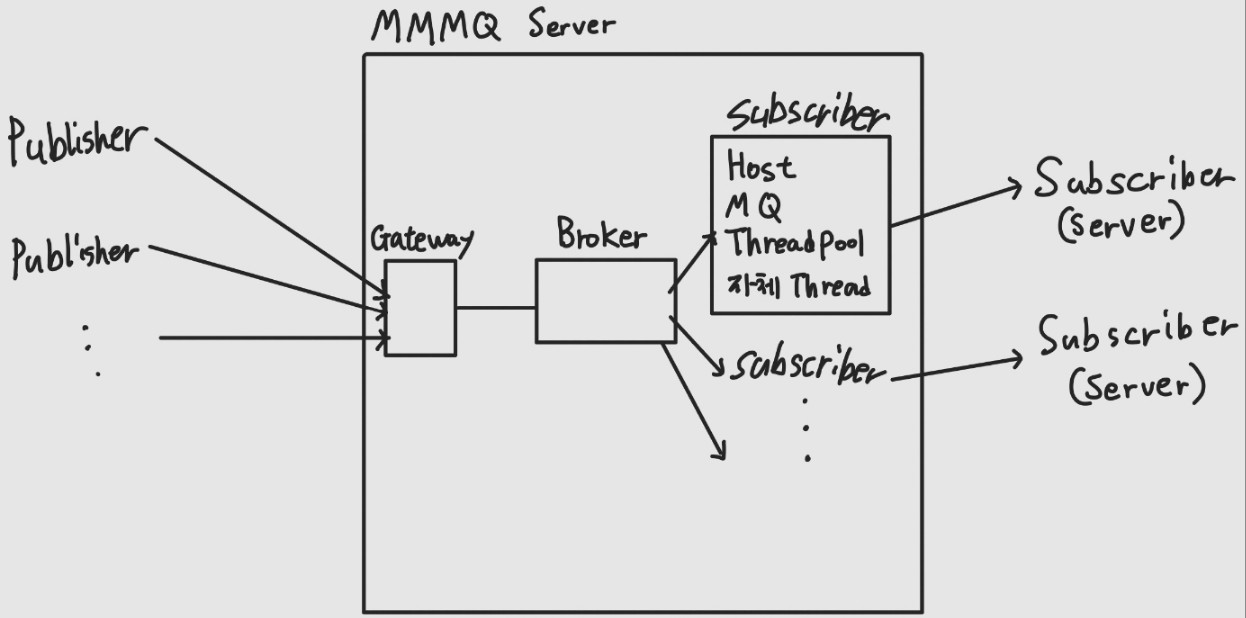 MMMQ Server
Publisher
Publisher
Gateway
Broker
Subscriber
Host
MQ
ThreadPool
자체 Thread
Subscriber
Subscriber
(Server)
Subscriber
(Server)